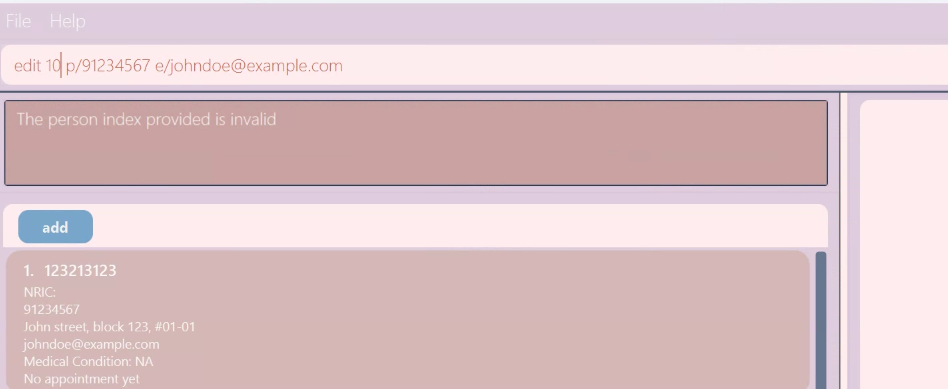 File Help
edit 10 p/91234567 e/johndoe@example.com
The person index provided is invalid
add
1. 123213123
NRIC:
91234567
John street, block 123, #01-01
johndoe@example.com
Medical Condition: NA
No appointment yet